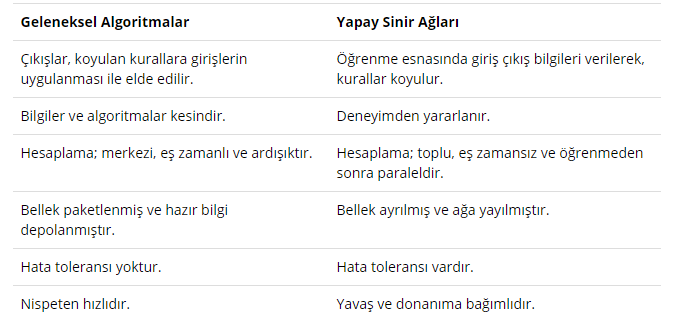 Geleneksel Algoritmalar
Yapay Sinir Ağları
Çıkışlar, koyulan kurallara girişlerin
uygulanması ile elde edilir.
Öğrenme esnasında giriş çıkış bilgileri verilerek,
kurallar koyulur.
Bilgiler ve algoritmalar kesindir.
Deneyimden yararlanır.
Hesaplama; merkezi, eş zamanlı ve ardışıktır.
Hesaplama; toplu, eş zamansız ve öğrenmeden
sonra paraleldir.
Bellek paketlenmiş ve hazır bilgi
depolanmıştır.
Bellek ayrılmış ve ağa yayılmıştır.
Hata toleransı yoktur.
Hata toleransı vardır.
Nispeten hızlıdır.
Yavaş ve donanıma bağımlıdır.